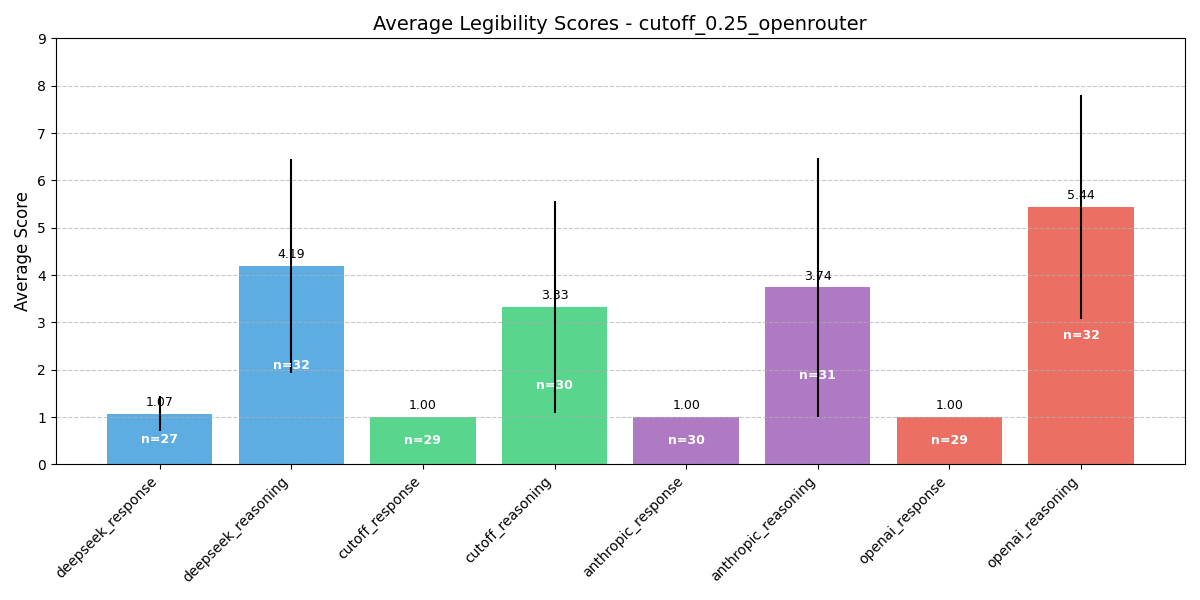 Average Legibility Scores - cutoff_0.25_openrouter
Average Score
9
8
7
6
5
4
3
2
1
0
1.07
4.19
1.00
3.33
1.00
3.74
1.00
5.44
n=27
n=32
n=29
n=30
n=30
n=31
n=29
n=32
deepseek_response
deepseek_reasoning
cutoff_response
cutoff_reasoning
anthropic_response
anthropic_reasoning
openai_response
openai_reasoning